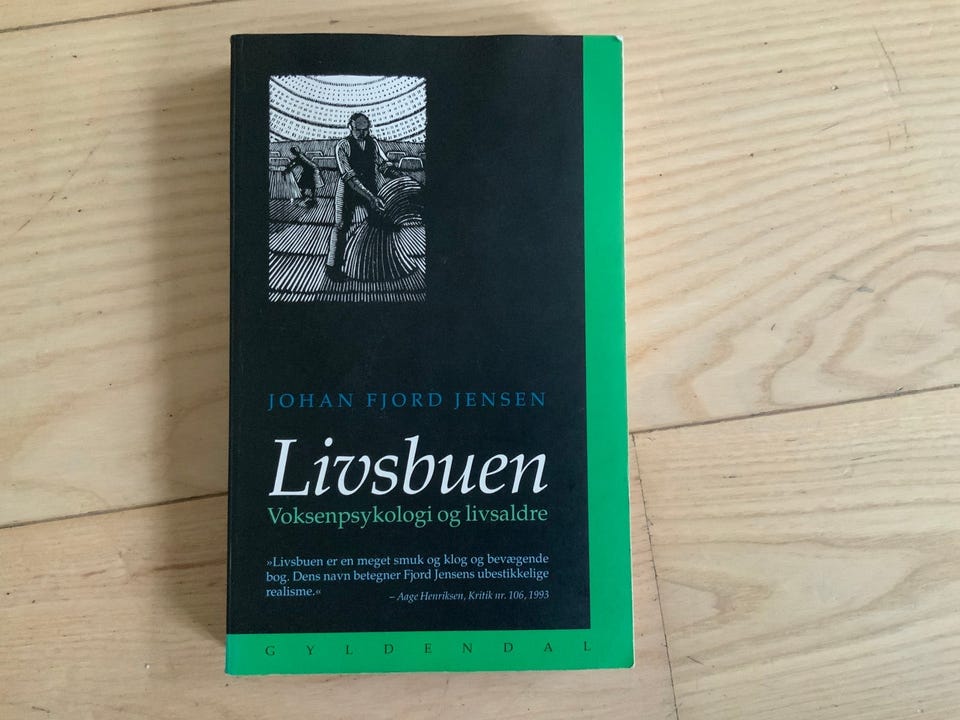 JOHAN FJORD JENSEN
Livsbuen
Voksenpsykologi og livsaldre
»Livsbuen er en meget smuk og klog og bevægende
bog. Dens navn betegner Fjord Jensens ubestikkelige
realisme.«
– Aage Henriksen, Kritik nr. 106, 1993
GYLDENDAL